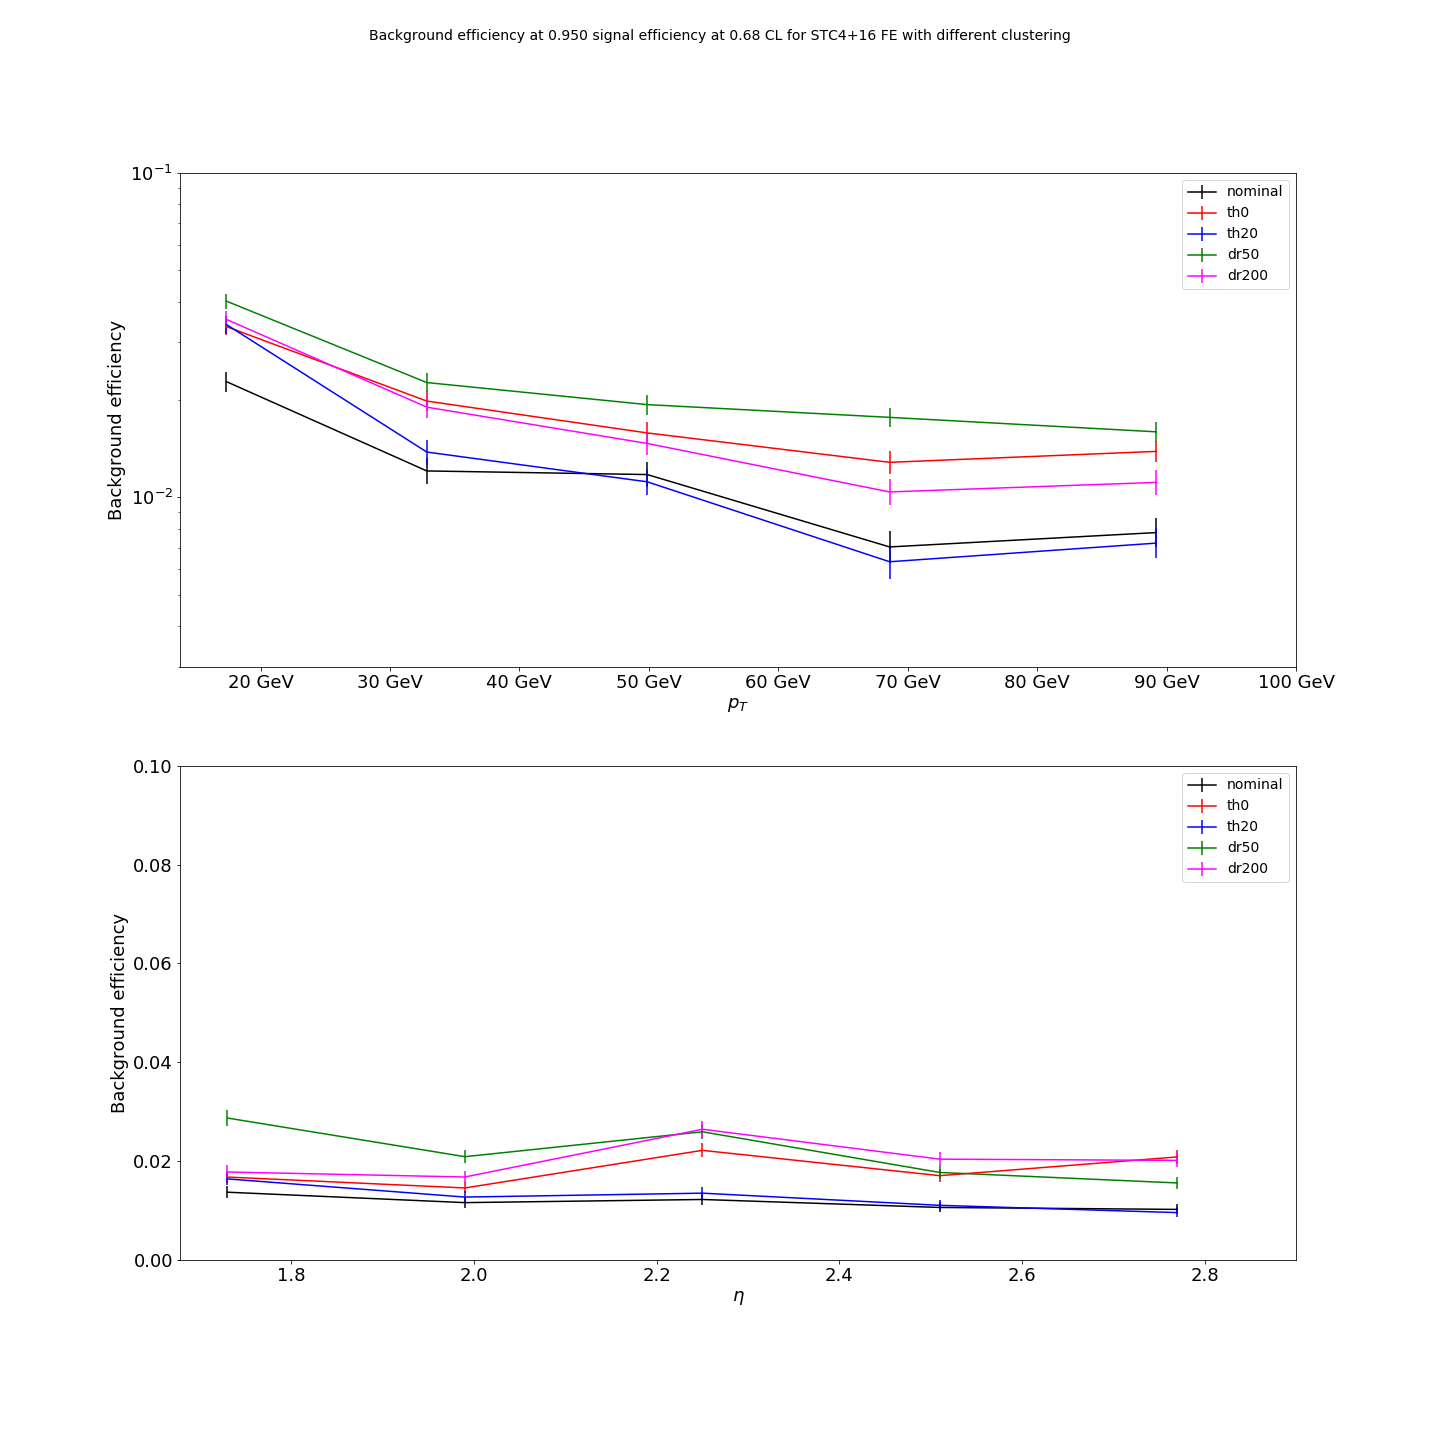 Background efficiency at 0.950 signal efficiency at 0.68 CL for STC4+16 FE with different clustering
10⁻¹
10⁻²
Background efficiency
nominal
th0
th20
dr50
dr200
20 GeV 30 GeV 40 GeV 50 GeV 60 GeV 70 GeV 80 GeV 90 GeV 100 GeV
p_T
0.10
0.08
0.06
0.04
0.02
0.00
Background efficiency
nominal
th0
th20
dr50
dr200
1.8 2.0 2.2 2.4 2.6 2.8
η